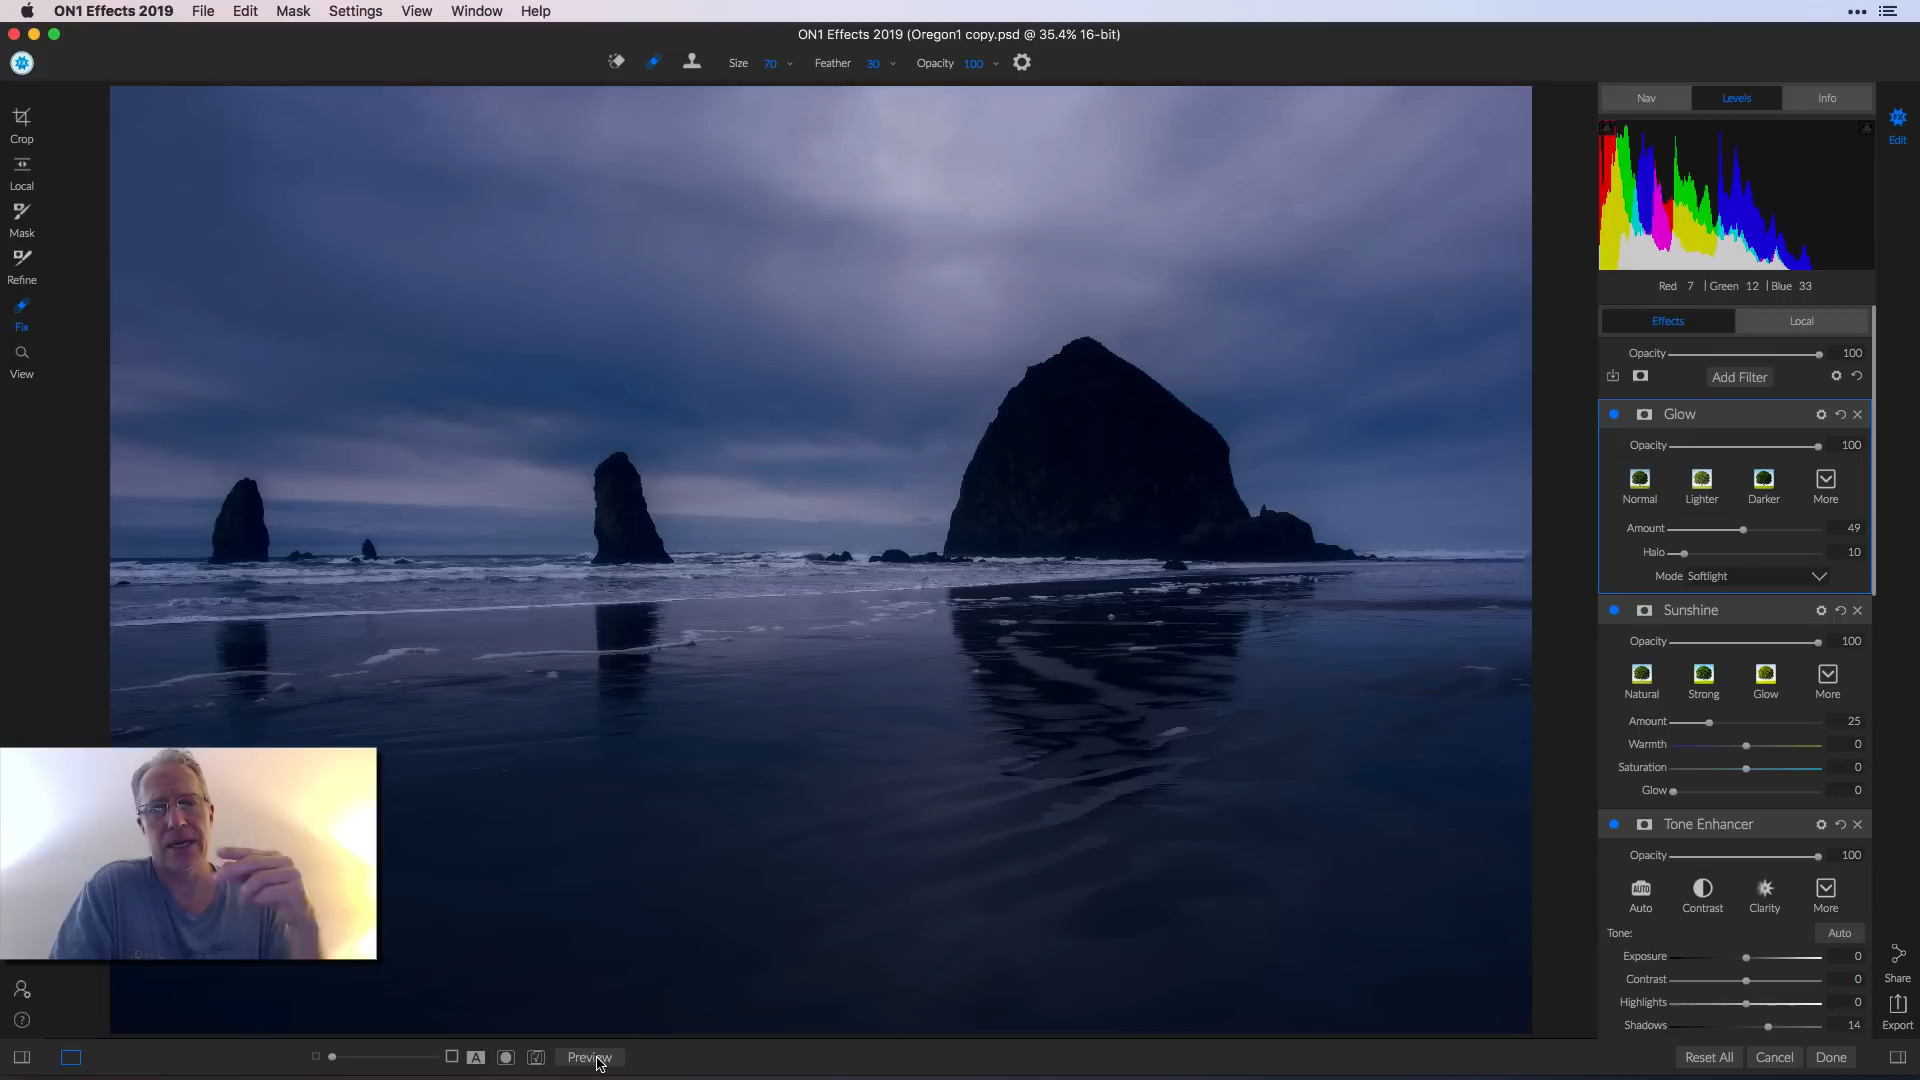 ON1 Effects 2019 File Edit Mask Settings View Window Help
ON1 Effects 2019 (Oregon1 copy.psd @ 35.4% 16-bit)
Size 70 Feather 30 Opacity 100
Nav Levels Info
Crop
Edit
Local
Mask
Refine
Red 7 | Green 12 | Blue 33
Fix
Effects Local
View
Opacity 100
Add Filter
Glow
Opacity 100
Normal Lighter Darker More
Amount 49
Halo 10
Mode Softlight
Sunshine
Opacity 100
Natural Strong Glow More
Amount 25
Warmth 0
Saturation 0
Glow 0
Tone Enhancer
Opacity 100
AUTO
Auto Contrast Clarity More
Tone: Auto
Exposure 0
Contrast 0
Share
Highlights 0
Shadows 14
Export
A Preview Reset All Cancel Done